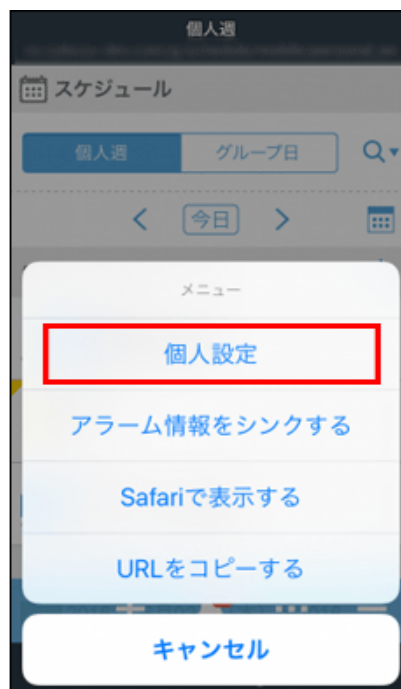 個人週
スケジュール
個人週
グループ日
今日
メニュー
個人設定
アラーム情報をシンクする
Safariで表示する
URLをコピーする
キャンセル